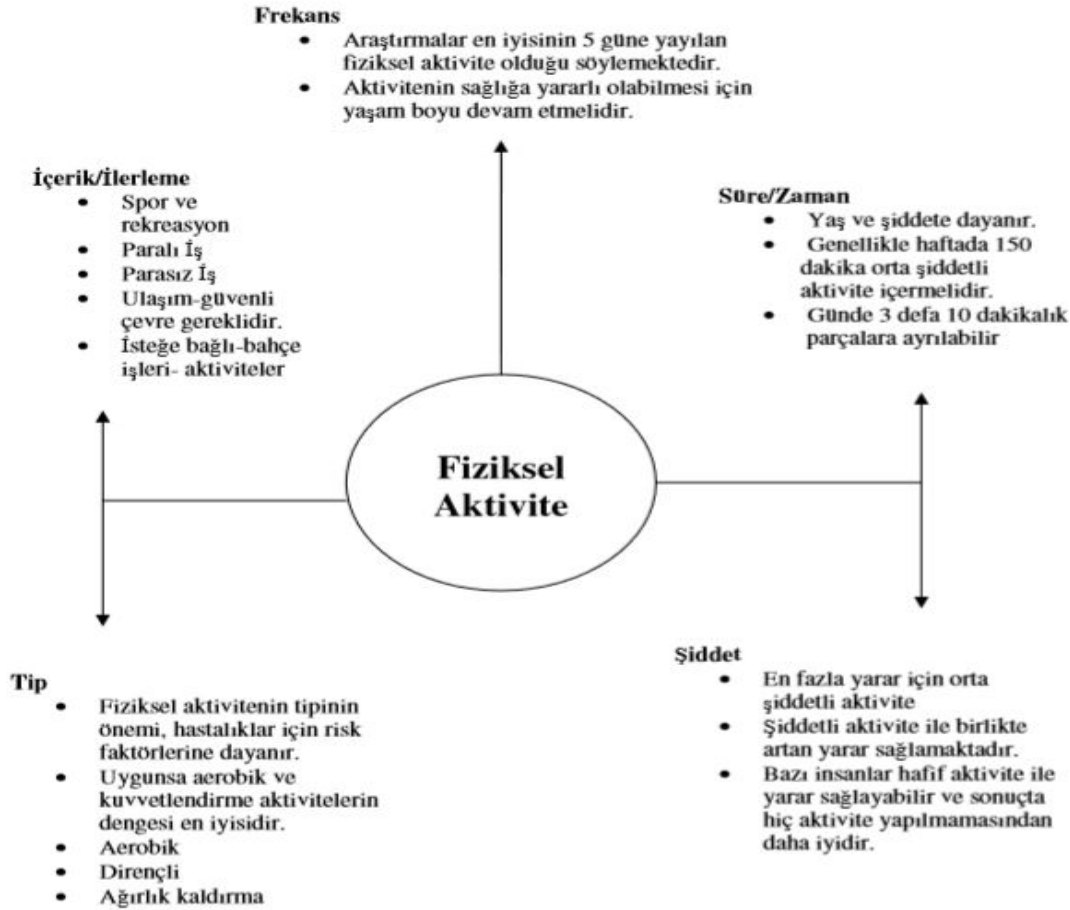 Frekans
• Araştırmalar en iyisinin 5 güne yayılan
fiziksel aktivite olduğu söylemektedir.
• Aktivitenin sağlığa yararlı olabilmesi için
yaşam boyu devam etmelidir.
İçerik/İlerleme
• Spor ve
rekreasyon
• Paralı İş
• Parasız İş
• Ulaşım-güvenli
çevre gereklidir.
• İsteğe bağlı-bahçe
işleri- aktiviteler
Süre/Zaman
• Yaş ve şiddete dayanır.
• Genellikle haftada 150
dakika orta şiddetli
aktivite içermelidir.
• Günde 3 defa 10 dakikalık
parçalara ayrılabilir
Fiziksel
Aktivite
Tip
• Fiziksel aktivitenin tipinin
önemi, hastalıklar için risk
faktörlerine dayanır.
• Uygunsa aerobik ve
kuvvetlendirme aktivitelerin
dengesi en iyisidir.
• Aerobik
• Dirençli
• Ağırlık kaldırma
Şiddet
• En fazla yarar için orta
şiddetli aktivite
• Şiddetli aktivite ile birlikte
artan yarar sağlamaktadır.
• Bazı insanlar hafif aktivite ile
yarar sağlayabilir ve sonuçta
hiç aktivite yapılmamasından
daha iyidir.